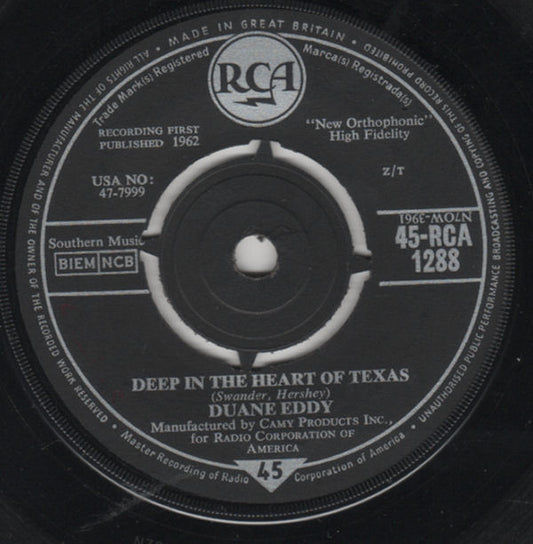 MADE IN GREAT BRITAIN
ALL RIGHTS OF THE MANUFACTURER AND OF THE OWNER OF THE RECORDED WORK RESERVED
UNAUTHORISED PUBLIC PERFORMANCE BROADCASTING AND COPYING OF THIS RECORD PROHIBITED
Trade Mark(s) Registered
RCA
Marca(s) Registrada(s)
RECORDING FIRST
PUBLISHED 1962
"New Orthophonic"
High Fidelity
USA NO:
47-7999
Z/T
N7OW-3961
Southern Music
BIEM NCB
45-RCA
1288
DEEP IN THE HEART OF TEXAS
(Swander, Hershey)
DUANE EDDY
Manufactured by CAMY PRODUCTS INC.,
for RADIO CORPORATION OF
AMERICA
Master Recording of Radio Corporation of America
45